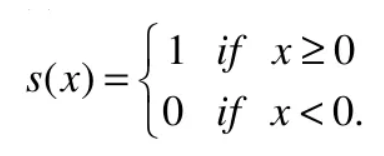 s(x) = { 1 if x ≥ 0
0 if x < 0.